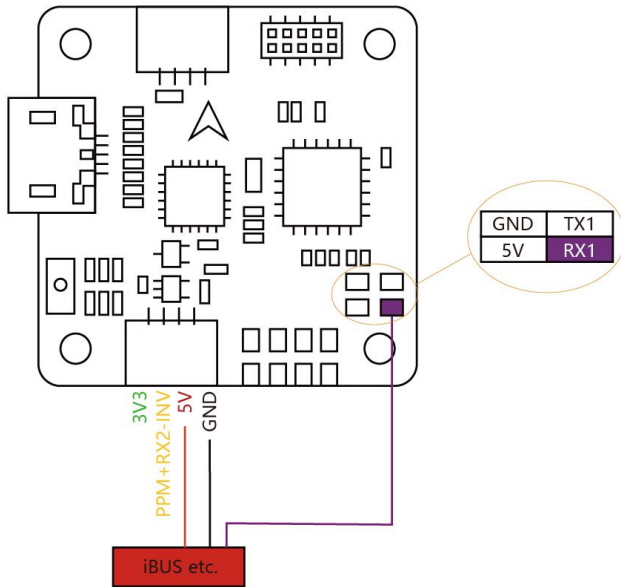 GND TX1
5V RX1
3V3
PPM+RX2-INV
5V
GND
iBUS etc.